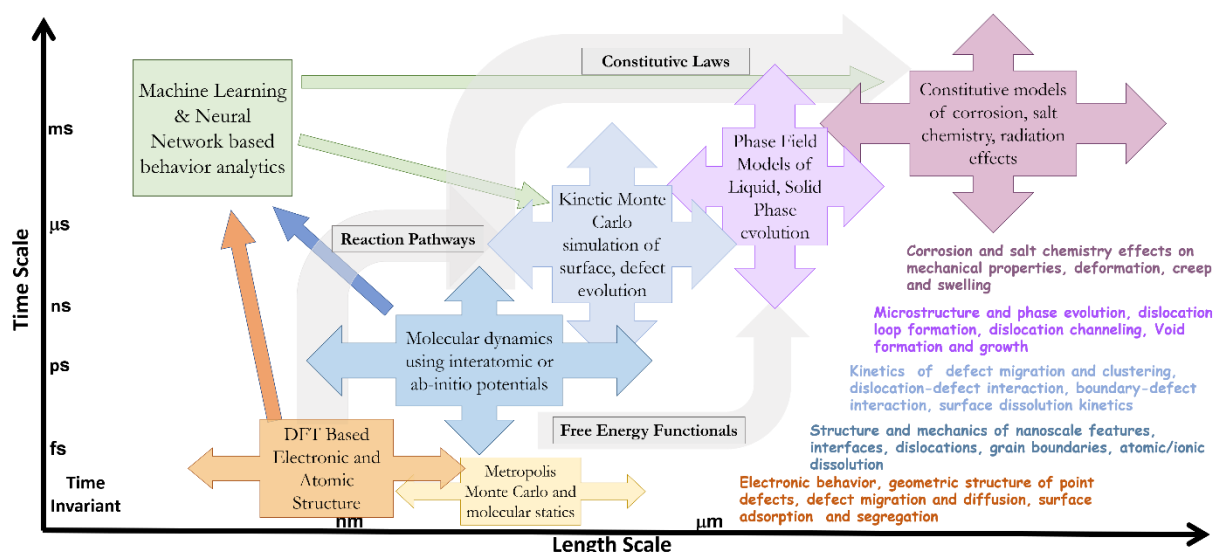 Constitutive Laws
Machine Learning
& Neural
Network based
behavior analytics
Constitutive models
of corrosion, salt
chemistry, radiation
effects
Phase Field
Models of
Liquid, Solid
Phase
evolution
Kinetic Monte
Carlo
simulation of
surface, defect
evolution
Reaction Pathways
Molecular dynamics
using interatomic or
ab-initio potentials
Free Energy Functionals
DFT Based
Electronic and
Atomic
Structure
Metropolis
Monte Carlo and
molecular statics
Corrosion and salt chemistry effects on
mechanical properties, deformation, creep
and swelling
Microstructure and phase evolution, dislocation
loop formation, dislocation channeling, Void
formation and growth
Kinetics of defect migration and clustering,
dislocation-defect interaction, boundary-defect
interaction, surface dissolution kinetics
Structure and mechanics of nanoscale features,
interfaces, dislocations, grain boundaries, atomic/ionic
dissolution
Electronic behavior, geometric structure of point
defects, defect migration and diffusion, surface
adsorption and segregation
Time Scale
ms
μs
ns
ps
fs
Time
Invariant
nm
μm
Length Scale